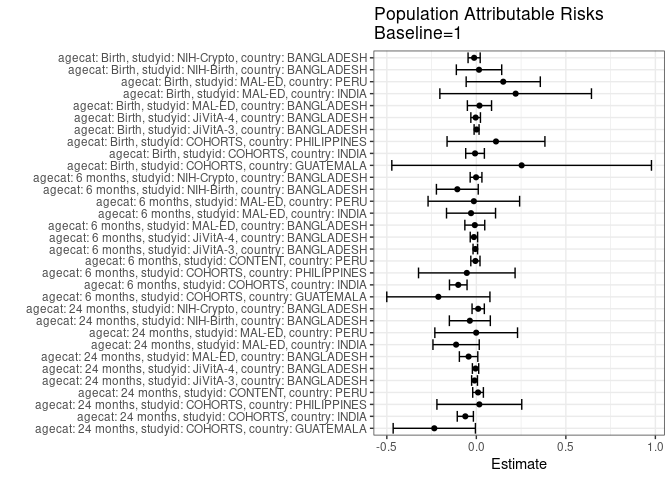 Population Attributable Risks
Baseline=1
agecat: Birth, studyid: NIH-Crypto, country: BANGLADESH
agecat: Birth, studyid: NIH-Birth, country: BANGLADESH
agecat: Birth, studyid: MAL-ED, country: PERU
agecat: Birth, studyid: MAL-ED, country: INDIA
agecat: Birth, studyid: MAL-ED, country: BANGLADESH
agecat: Birth, studyid: JiVitA-4, country: BANGLADESH
agecat: Birth, studyid: JiVitA-3, country: BANGLADESH
agecat: Birth, studyid: COHORTS, country: PHILIPPINES
agecat: Birth, studyid: COHORTS, country: INDIA
agecat: Birth, studyid: COHORTS, country: GUATEMALA
agecat: 6 months, studyid: NIH-Crypto, country: BANGLADESH
agecat: 6 months, studyid: NIH-Birth, country: BANGLADESH
agecat: 6 months, studyid: MAL-ED, country: PERU
agecat: 6 months, studyid: MAL-ED, country: INDIA
agecat: 6 months, studyid: MAL-ED, country: BANGLADESH
agecat: 6 months, studyid: JiVitA-4, country: BANGLADESH
agecat: 6 months, studyid: JiVitA-3, country: BANGLADESH
agecat: 6 months, studyid: CONTENT, country: PERU
agecat: 6 months, studyid: COHORTS, country: PHILIPPINES
agecat: 6 months, studyid: COHORTS, country: INDIA
agecat: 6 months, studyid: COHORTS, country: GUATEMALA
agecat: 24 months, studyid: NIH-Crypto, country: BANGLADESH
agecat: 24 months, studyid: NIH-Birth, country: BANGLADESH
agecat: 24 months, studyid: MAL-ED, country: PERU
agecat: 24 months, studyid: MAL-ED, country: INDIA
agecat: 24 months, studyid: MAL-ED, country: BANGLADESH
agecat: 24 months, studyid: JiVitA-4, country: BANGLADESH
agecat: 24 months, studyid: JiVitA-3, country: BANGLADESH
agecat: 24 months, studyid: CONTENT, country: PERU
agecat: 24 months, studyid: COHORTS, country: PHILIPPINES
agecat: 24 months, studyid: COHORTS, country: INDIA
agecat: 24 months, studyid: COHORTS, country: GUATEMALA
-0.5 0.0 0.5 1.0
Estimate